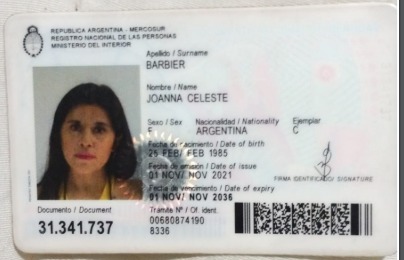 REPUBLICA ARGENTINA - MERCOSUR
REGISTRO NACIONAL DE LAS PERSONAS
MINISTERIO DEL INTERIOR
Apellido / Surname
BARBIER
Nombre / Name
JOANNA CELESTE
Sexo / Sex Nacionalidad / Nationality Ejemplar
F ARGENTINA C
Fecha de nacimiento / Date of birth
25 FEB/ FEB 1985
Fecha de emisión / Date of issue
01 NOV/ NOV 2021
Fecha de vencimiento / Date of expiry
01 NOV/ NOV 2036
FIRMA IDENTIFICADO/ SIGNATURE
Documento / Document
31.341.737
Tramite Nº / Of. ident.
00680874190
8336